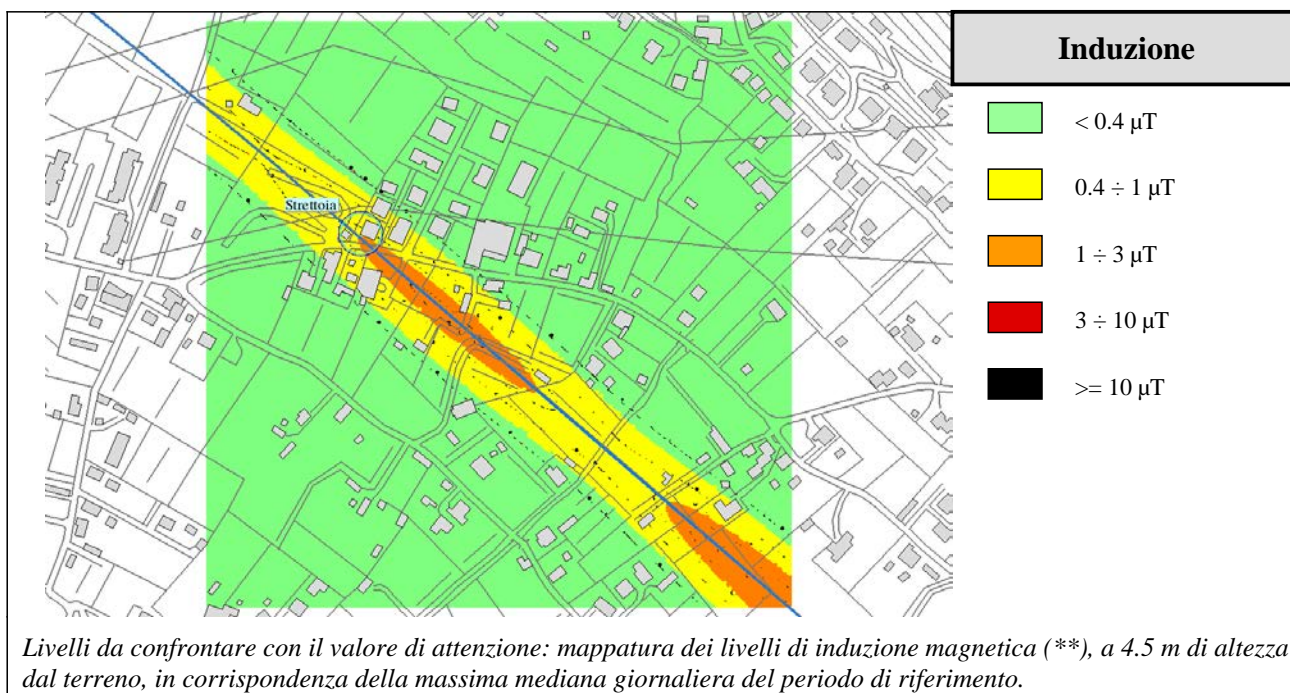 Induzione
< 0.4 µT
0.4 ÷ 1 µT
1 ÷ 3 µT
3 ÷ 10 µT
>= 10 µT
Strettoia
Livelli da confrontare con il valore di attenzione: mappatura dei livelli di induzione magnetica (**), a 4.5 m di altezza
dal terreno, in corrispondenza della massima mediana giornaliera del periodo di riferimento.